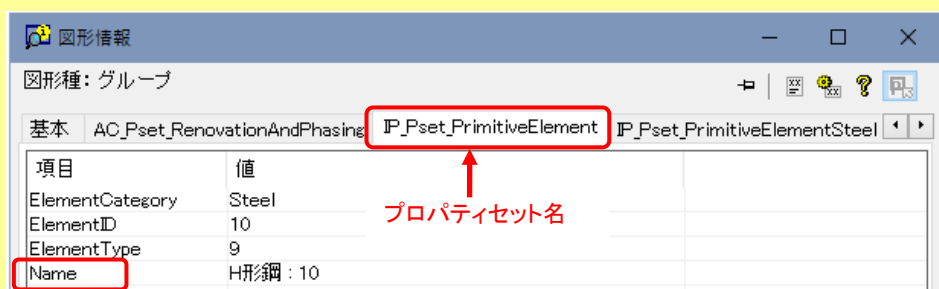 図形情報
図形種：グループ
基本 AC_Pset_RenovationAndPhasing IP_Pset_PrimitiveElement IP_Pset_PrimitiveElementSteel
項目 値
ElementCategory Steel
プロパティセット名
ElementID 10
ElementType 9
Name H形鋼：10